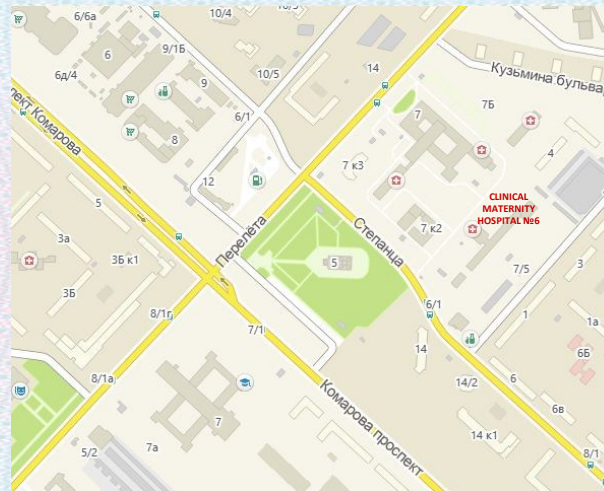 6/6а
10/4
10/3
9/1Б
6
6д/4
9
10/5
14
Кузьмина бульвар
пект Комарова
6/1
7
7Б
8
4
7 к3
12
CLINICAL
MATERNITY
HOSPITAL №6
5
Перелёта
Степанца
7 к2
3а
3Б к1
5
7/5
3
3Б
6/1
1
1а
8/1г
7/1
14
6Б
8/1а
14/2
6
Комарова проспект
6в
7
5/2
7а
14 к1
8/1